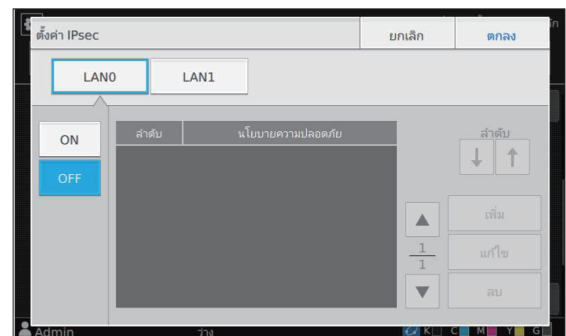 ตั้งค่า IPsec
ยกเลิก
ตกลง
LAN0
LAN1
ON
OFF
ลำดับ
นโยบายความปลอดภัย
ลำดับ
เพิ่ม
แก้ไข
ลบ
1
1
Admin
ว่าง
K C M Y G